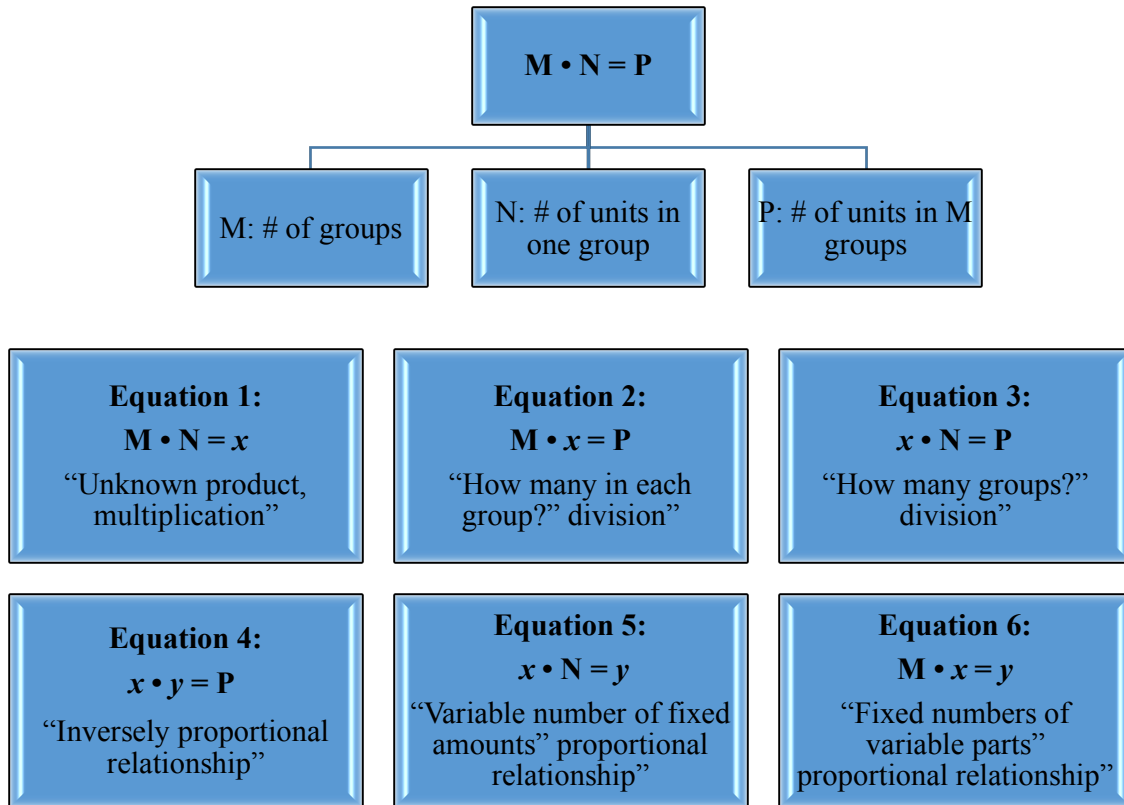 M • N = P
M: # of groups
N: # of units in
one group
P: # of units in M
groups
Equation 1:
M • N = x
“Unknown product,
multiplication”
Equation 2:
M • x = P
“How many in each
group?” division”
Equation 3:
x • N = P
“How many groups?”
division”
Equation 4:
x • y = P
“Inversely proportional
relationship”
Equation 5:
x • N = y
“Variable number of fixed
amounts” proportional
relationship”
Equation 6:
M • x = y
“Fixed numbers of
variable parts”
proportional relationship”